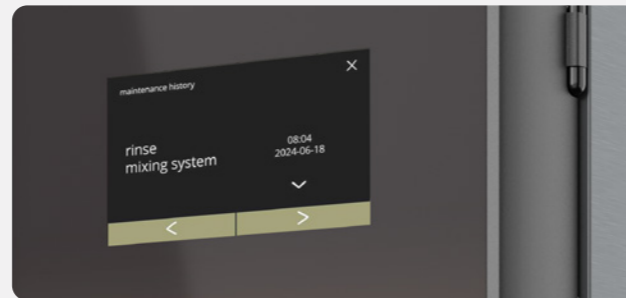 maintenance history
rinse
mixing system
08:04
2024-06-18